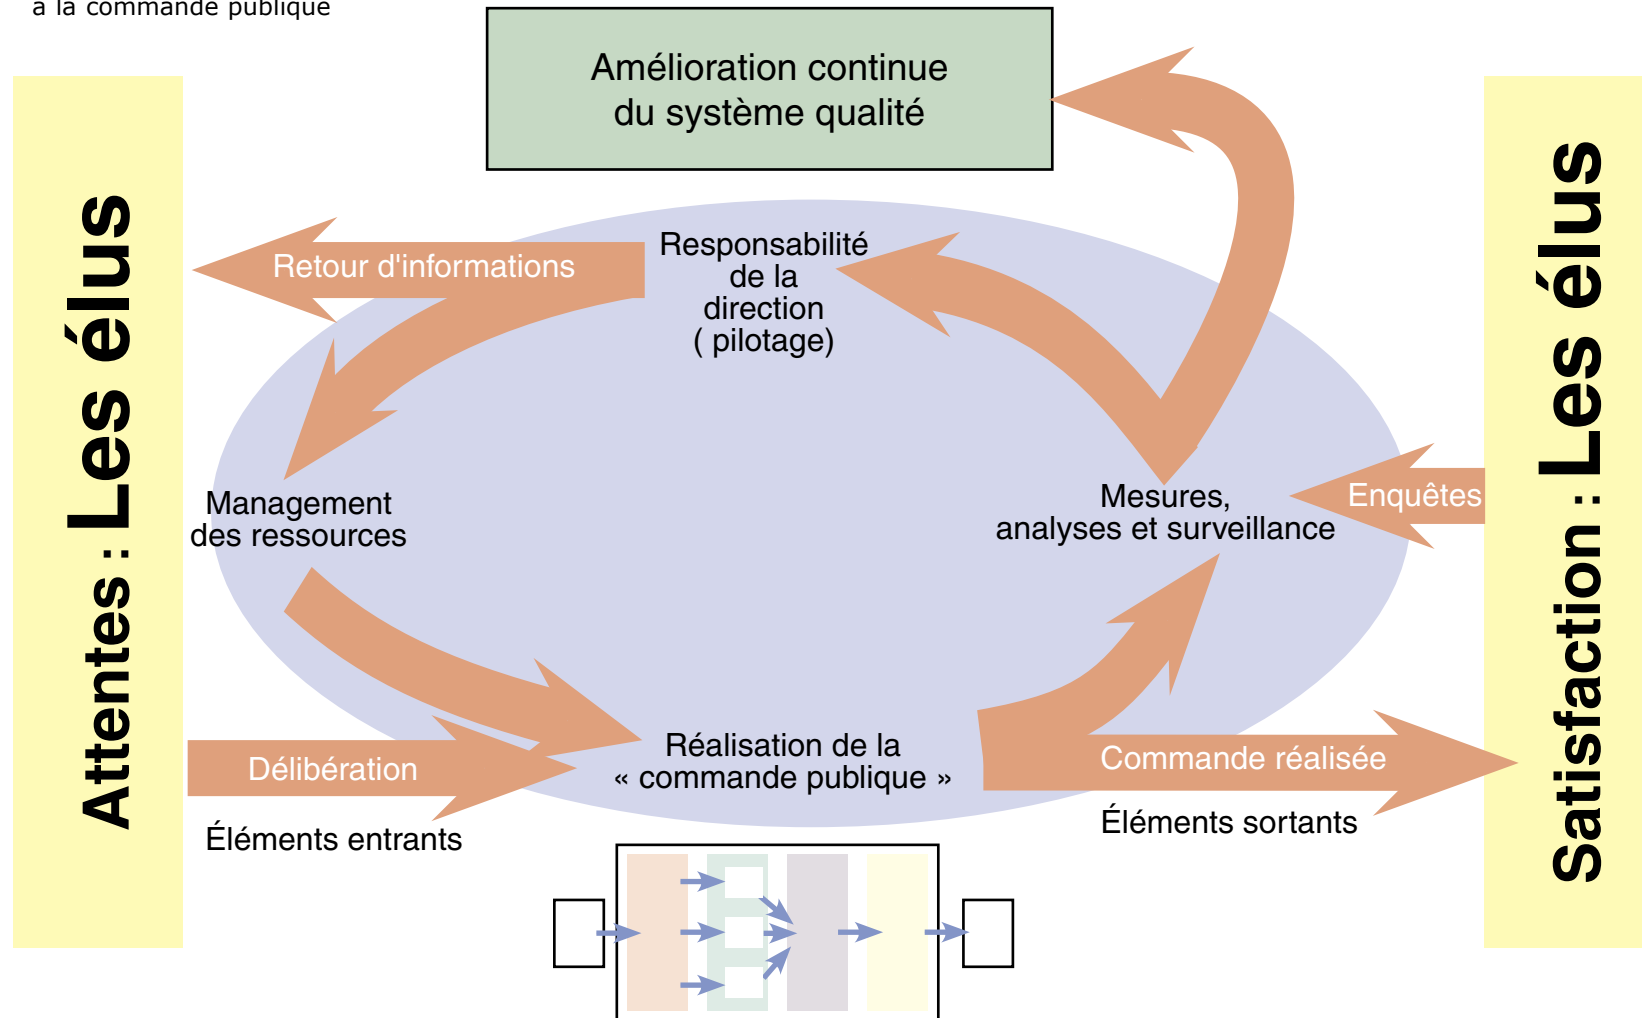 à la commande publique
Amélioration continue
du système qualité
Attentes : Les élus
Retour d'informations
Responsabilité
de la
direction
( pilotage)
Management
des ressources
Mesures,
analyses et surveillance
Enquêtes
Satisfaction : Les élus
Délibération
Éléments entrants
Réalisation de la
« commande publique »
Commande réalisée
Éléments sortants